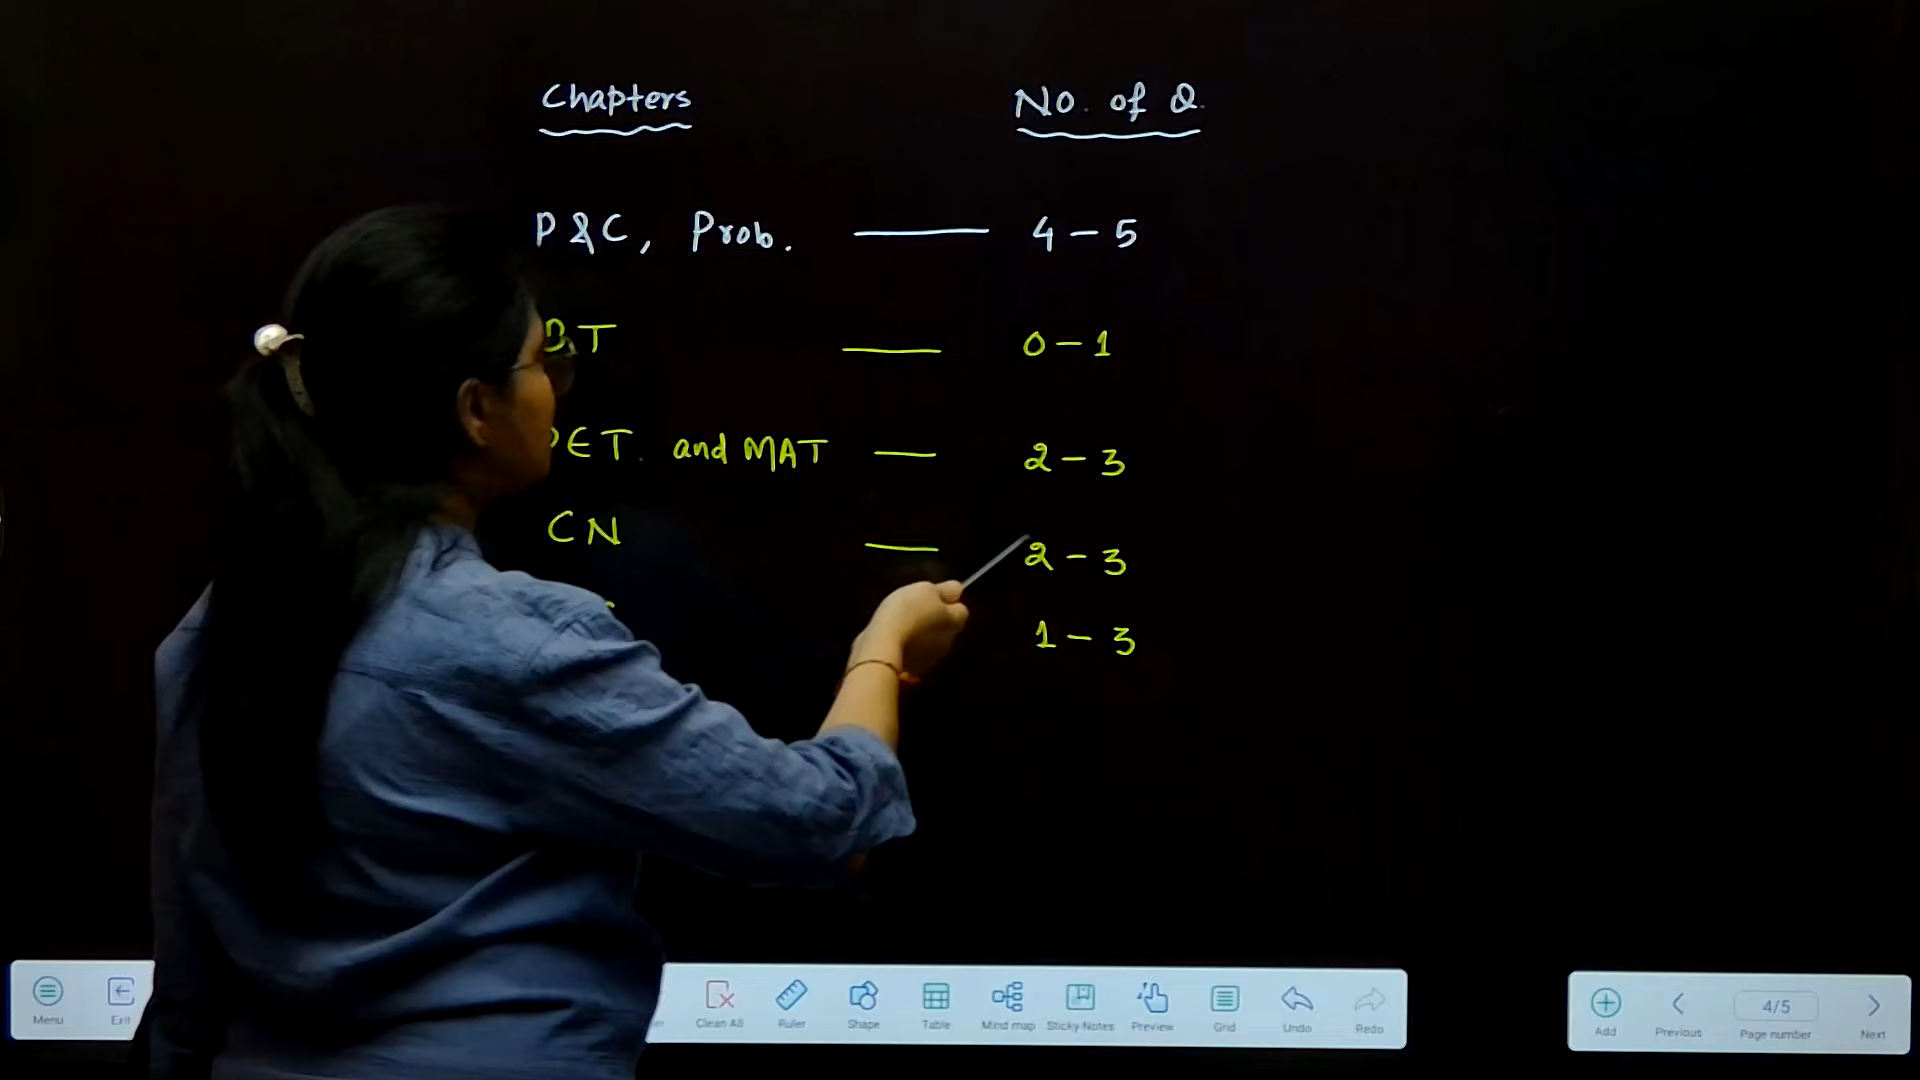 Chapters No. of Q.
P&C, Prob. — 4 - 5
BT — 0 - 1
DET. and MAT — 2 - 3
CN — 2 - 3
1 - 3
Menu Exit Clean All Ruler Shape Table Mind map Sticky Notes Preview Grid Undo Redo Add Previous 4/5 Page number Next